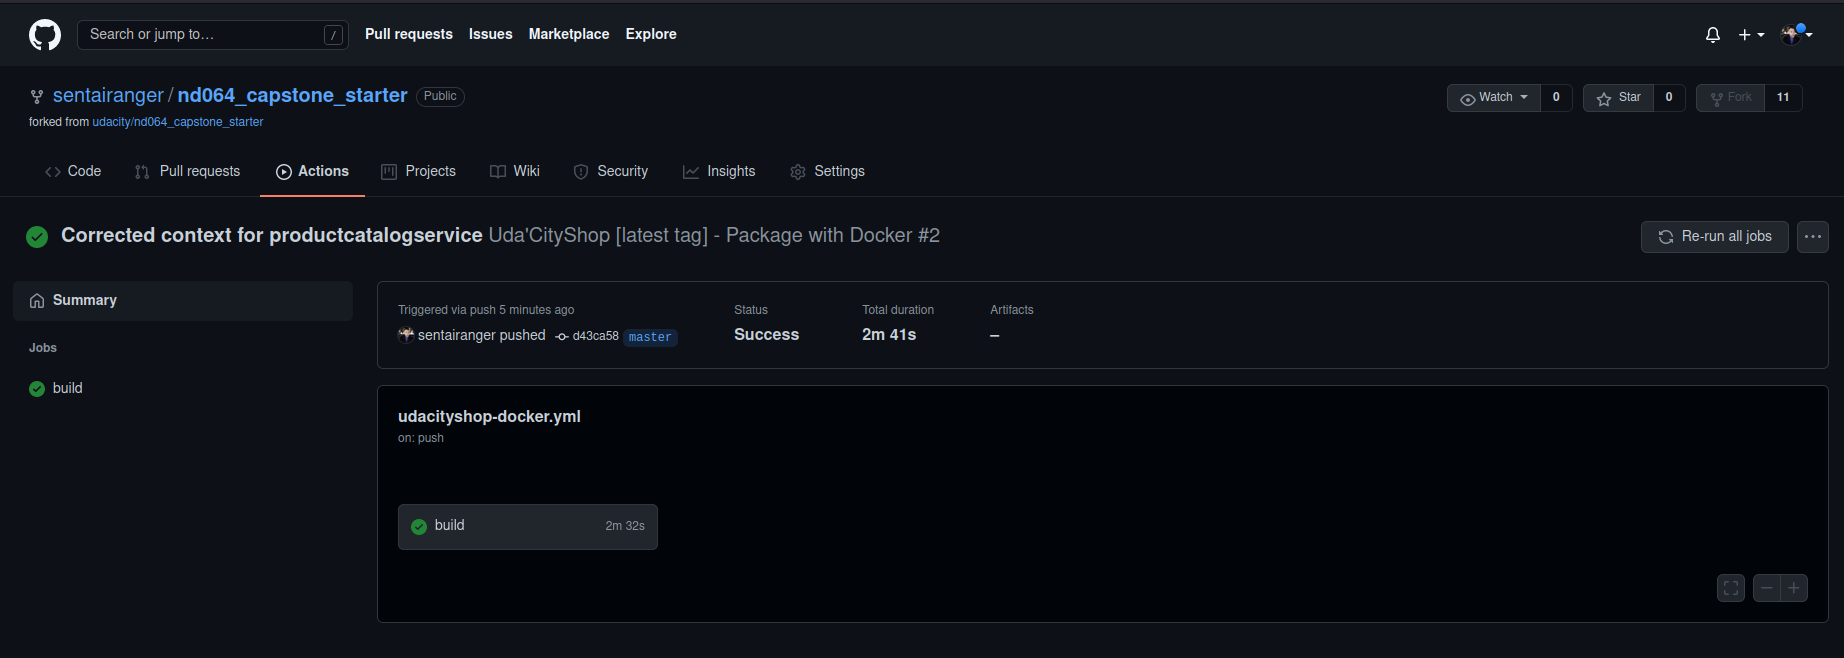 Search or jump to… / Pull requests Issues Marketplace Explore
sentairanger / nd064_capstone_starter Public Watch 0 Star 0 Fork 11
forked from udacity/nd064_capstone_starter
Code Pull requests Actions Projects Wiki Security Insights Settings
Corrected context for productcatalogservice Uda'CityShop [latest tag] - Package with Docker #2 Re-run all jobs
Summary
Jobs
build
Triggered via push 5 minutes ago Status Total duration Artifacts
sentairanger pushed d43ca58 master Success 2m 41s –
udacityshop-docker.yml
on: push
build 2m 32s